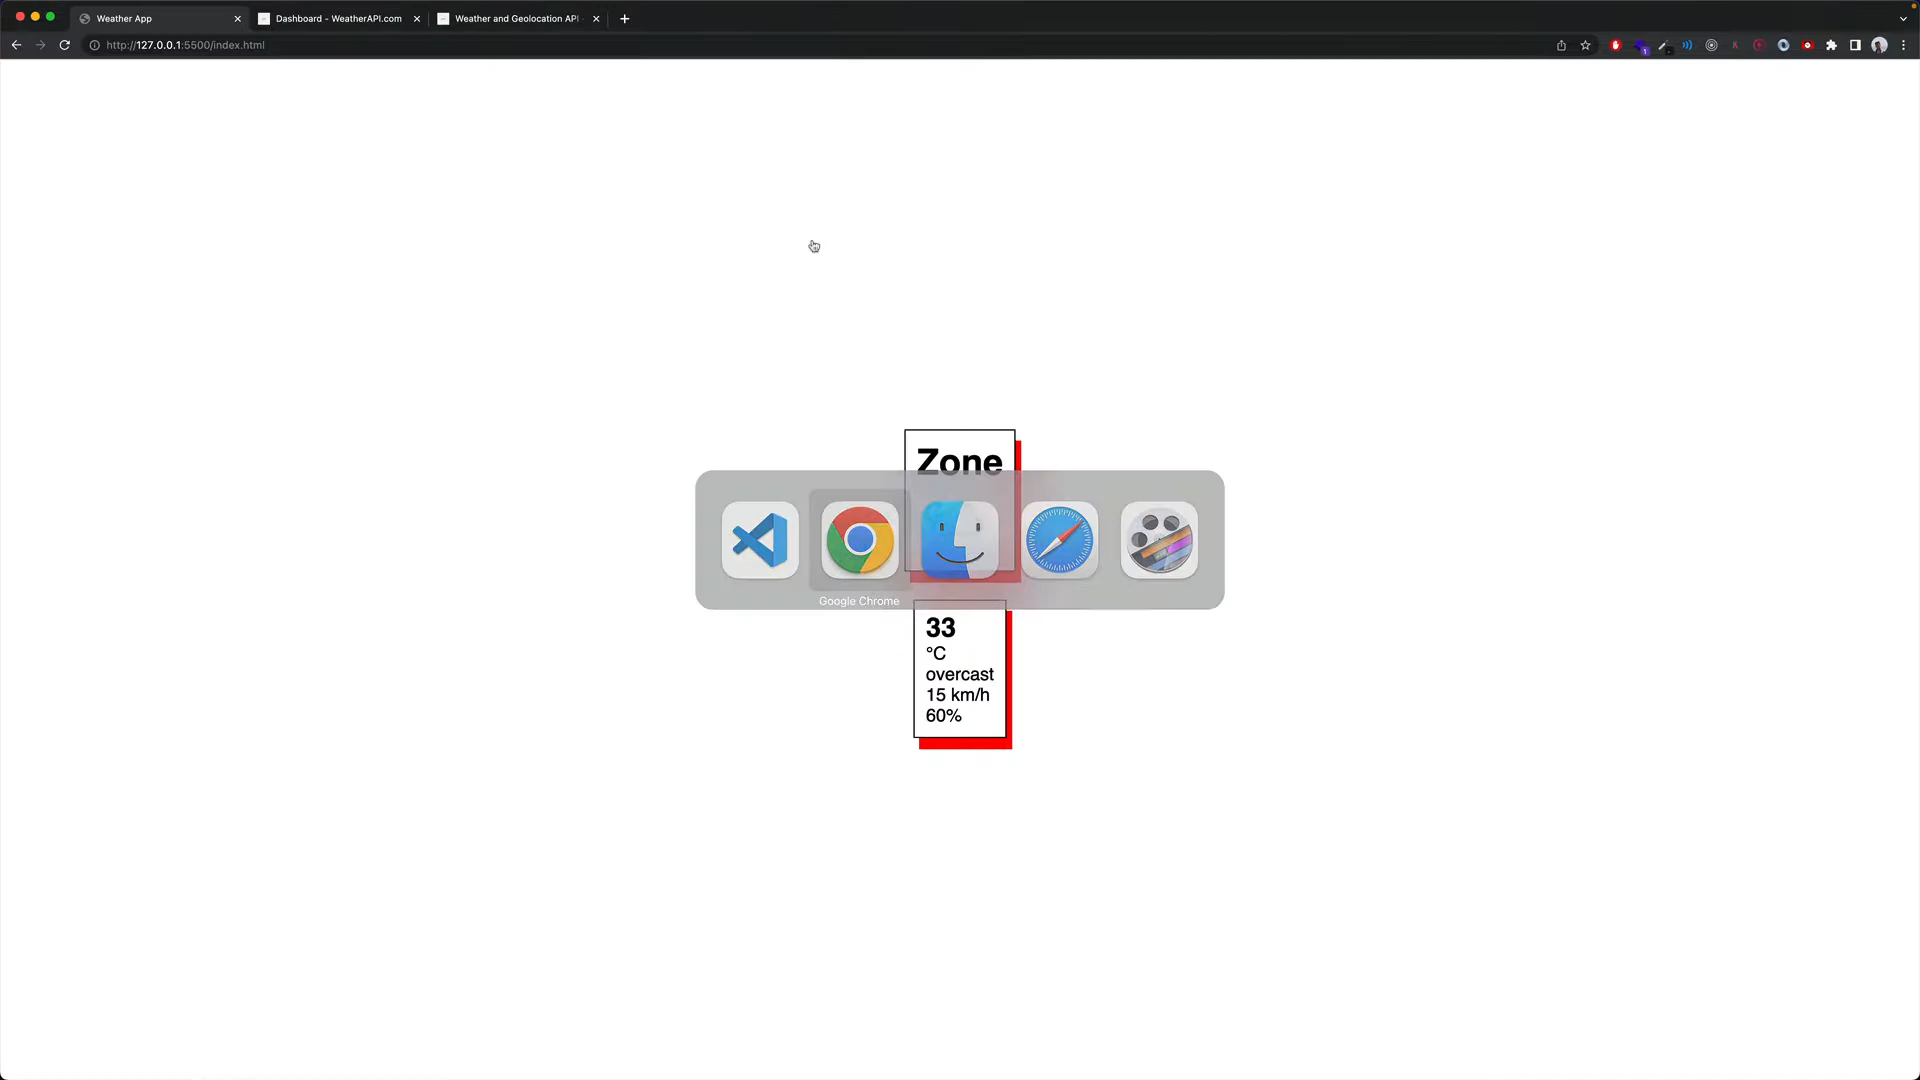 Weather App
Dashboard - WeatherAPI.com
Weather and Geolocation API
http://127.0.0.1:5500/index.html
Zone
Google Chrome
33
°C
overcast
15 km/h
60%